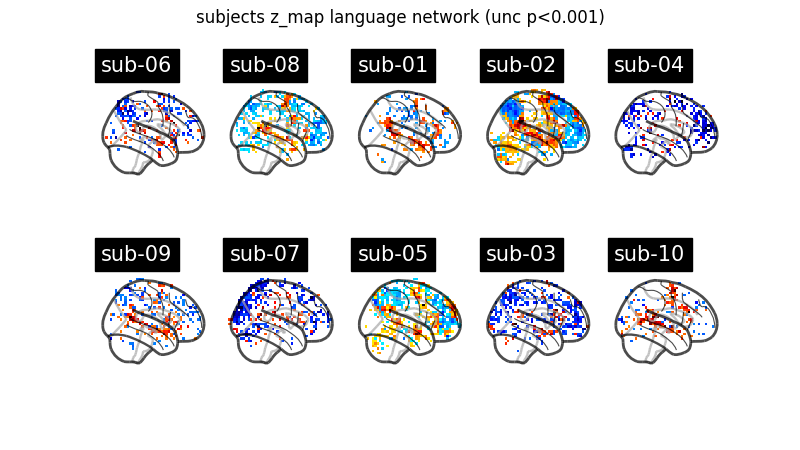 subjects z_map language network (unc p<0.001)
sub-06 sub-08 sub-01 sub-02 sub-04
sub-09 sub-07 sub-05 sub-03 sub-10